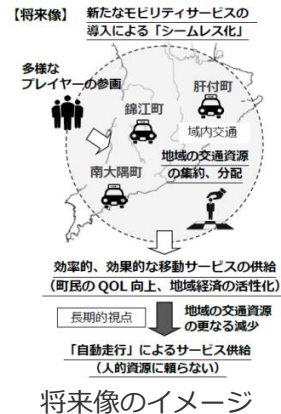 【将来像】 新たなモビリティサービスの
導入による「シームレス化」
多様な
プレイヤーの参画
肝付町
錦江町
域内交通
地域の交通資源
の集約、分配
南大隅町
効率的、効果的な移動サービスの供給
(町民の QOL 向上、地域経済の活性化)
長期的視点
地域の交通資源
の更なる減少
「自動走行」によるサービス供給
(人的資源に頼らない)
将来像のイメージ